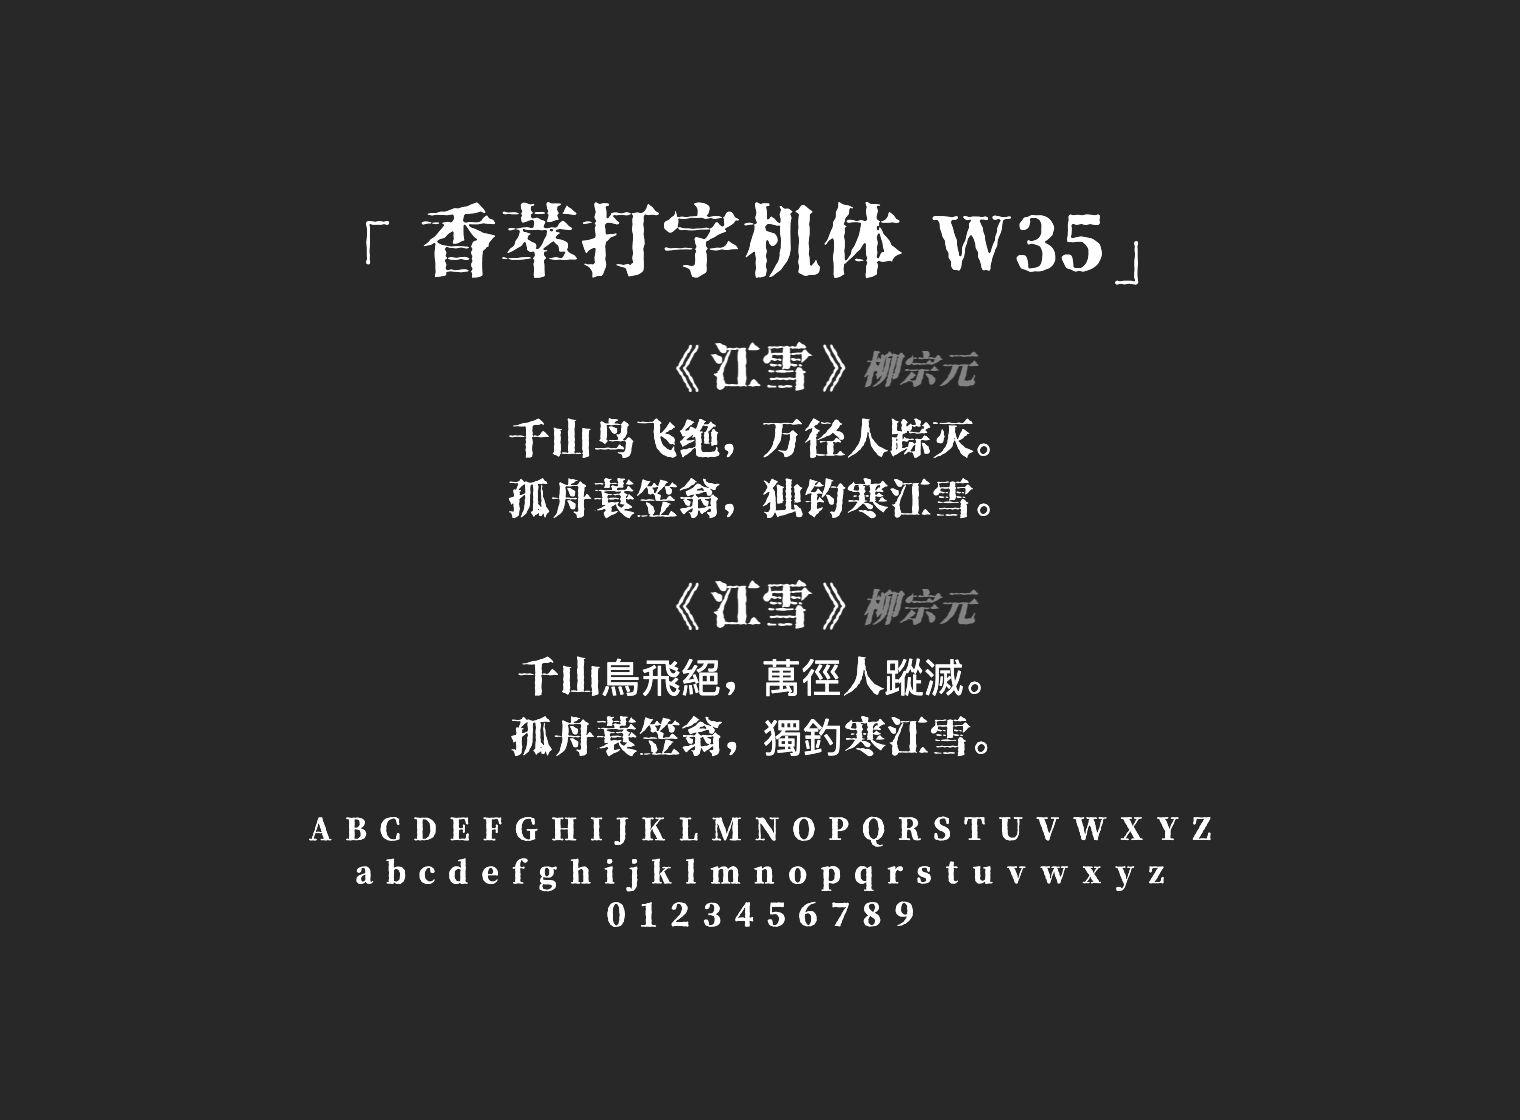 「 香萃打字机体 W35」
《江雪》柳宗元
千山鸟飞绝，万径人踪灭。
孤舟蓑笠翁，独钓寒江雪。
《江雪》柳宗元
千山鳥飛絕，萬徑人蹤滅。
孤舟蓑笠翁，獨釣寒江雪。
A B C D E F G H I J K L M N O P Q R S T U V W X Y Z
a b c d e f g h i j k l m n o p q r s t u v w x y z
0 1 2 3 4 5 6 7 8 9